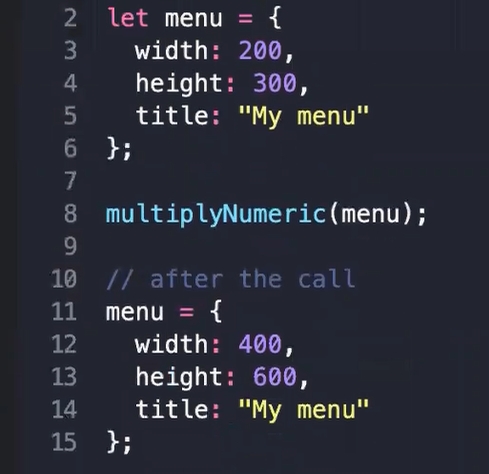 2 let menu = {
3   width: 200,
4   height: 300,
5   title: "My menu"
6 };
7
8 multiplyNumeric(menu);
9
10 // after the call
11 menu = {
12   width: 400,
13   height: 600,
14   title: "My menu"
15 };